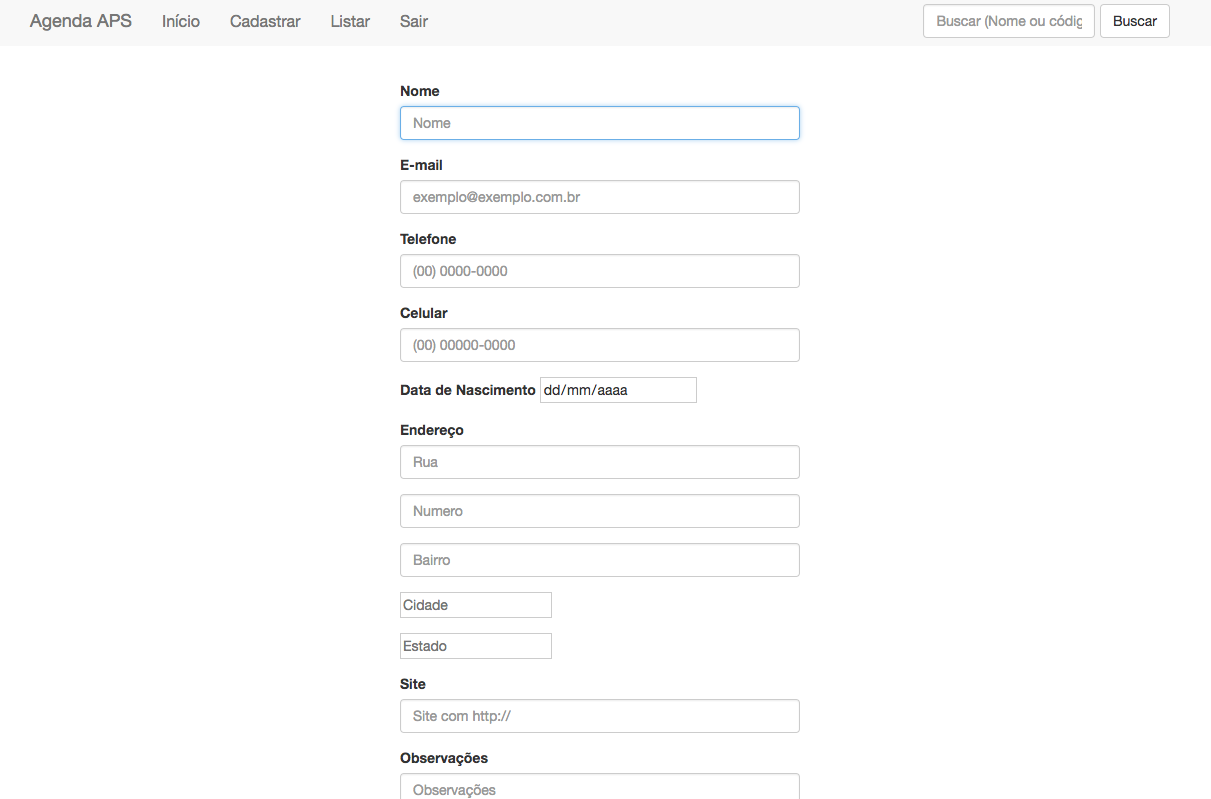 Agenda APS Início Cadastrar Listar Sair Buscar (Nome ou códig Buscar
Nome
Nome
E-mail
exemplo@exemplo.com.br
Telefone
(00) 0000-0000
Celular
(00) 00000-0000
Data de Nascimento dd/mm/aaaa
Endereço
Rua
Numero
Bairro
Cidade
Estado
Site
Site com http://
Observações
Observações